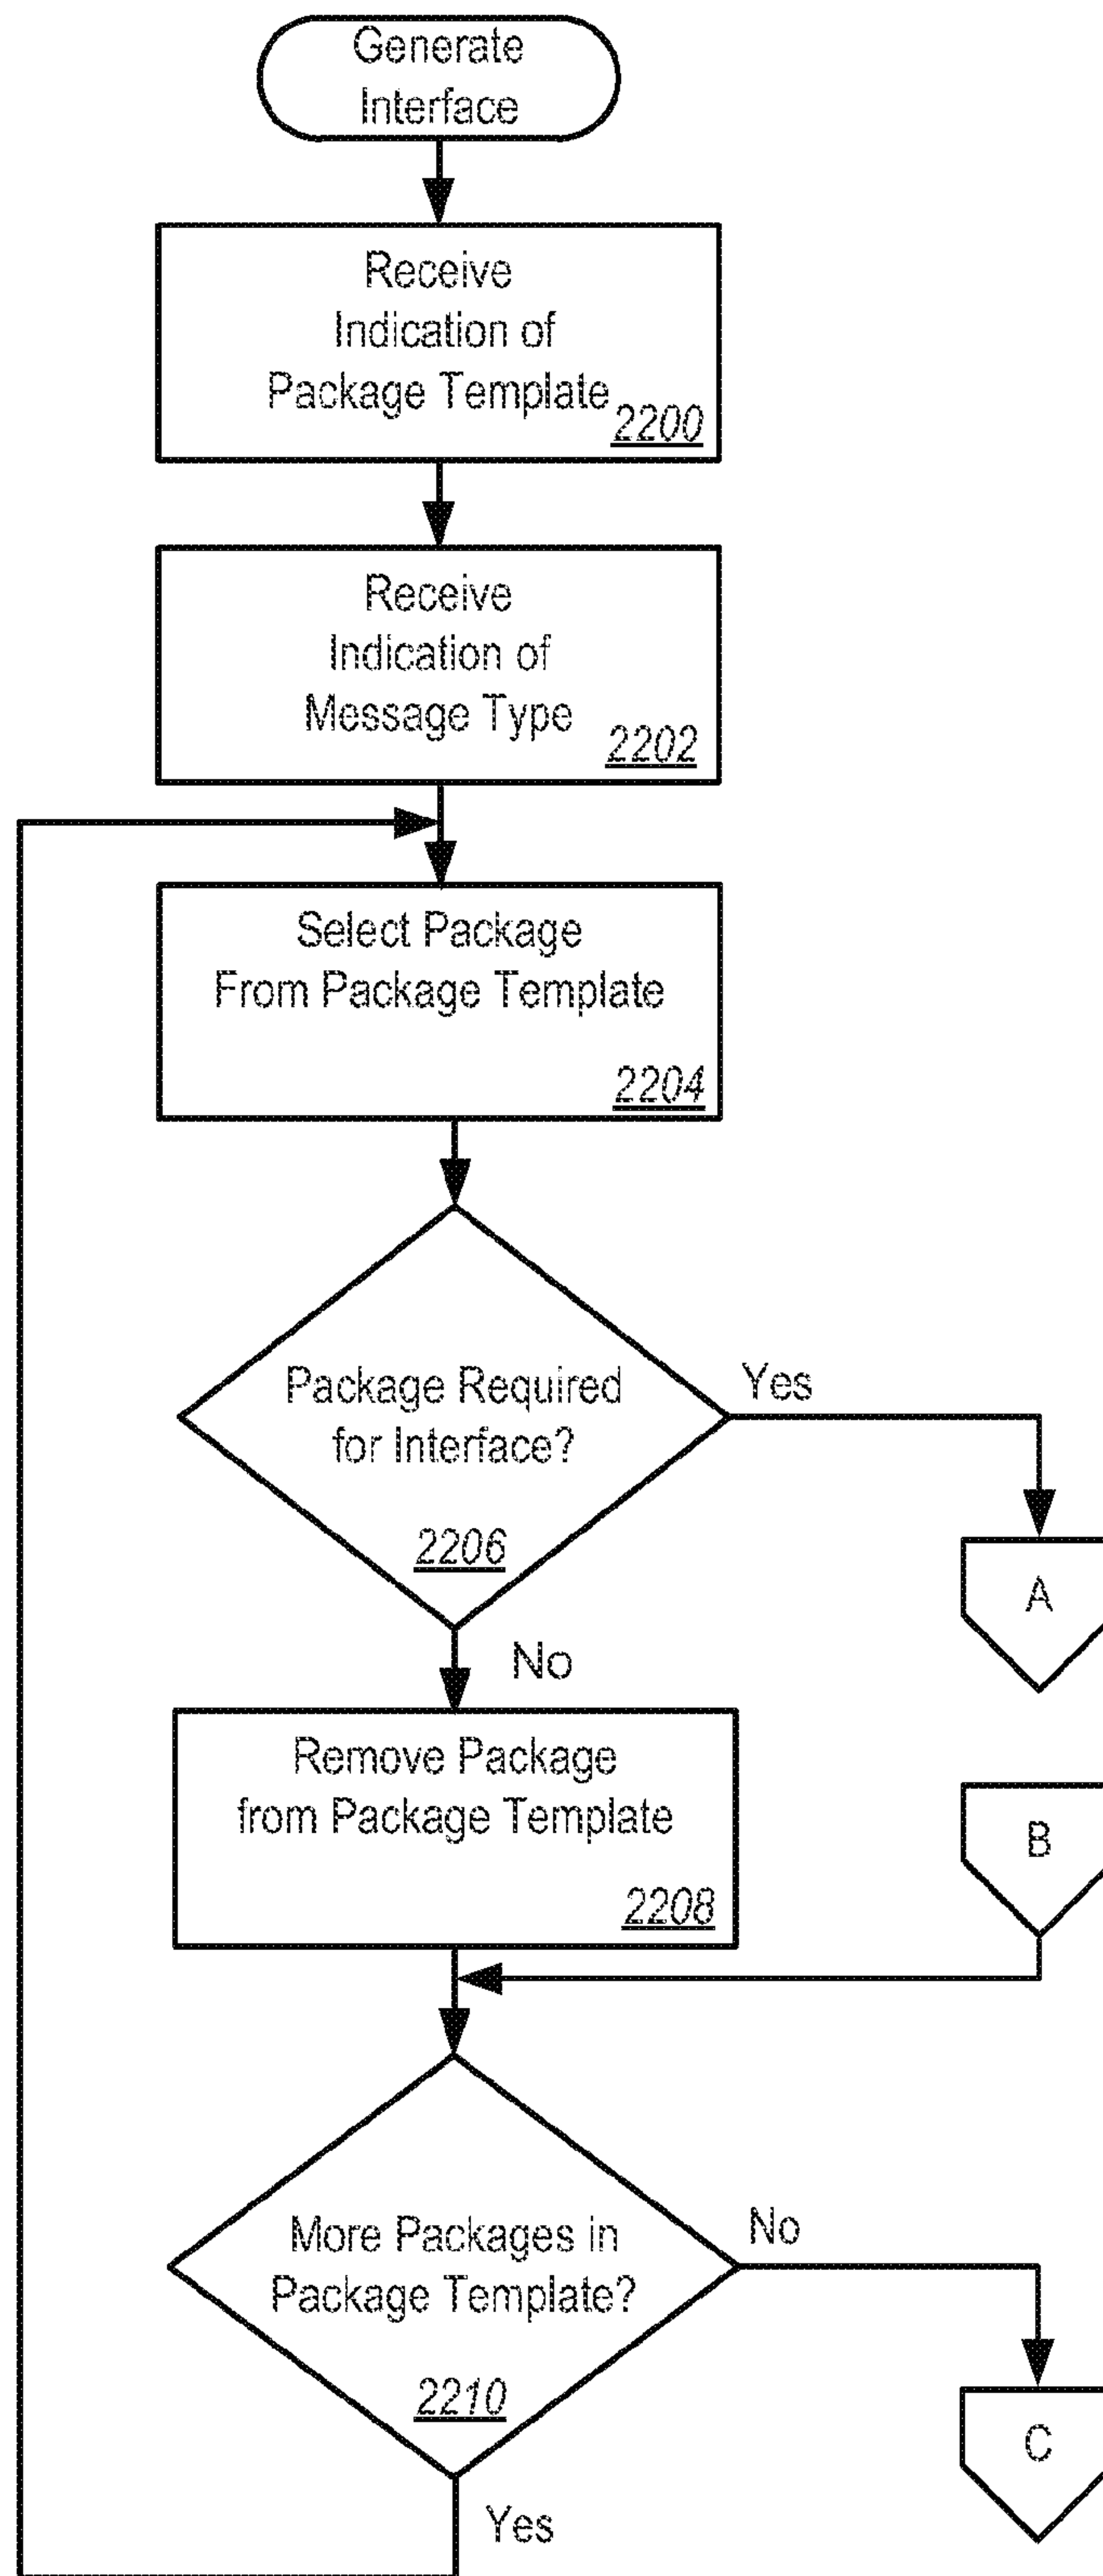 Generate
Interface
Receive
Indication of
Package Template
2200
Receive
Indication of
Message Type
2202
Select Package
From Package Template
2204
Package Required
for Interface?
2206
Yes
A
No
Remove Package
from Package Template
2208
B
More Packages in
Package Template?
2210
No
C
Yes